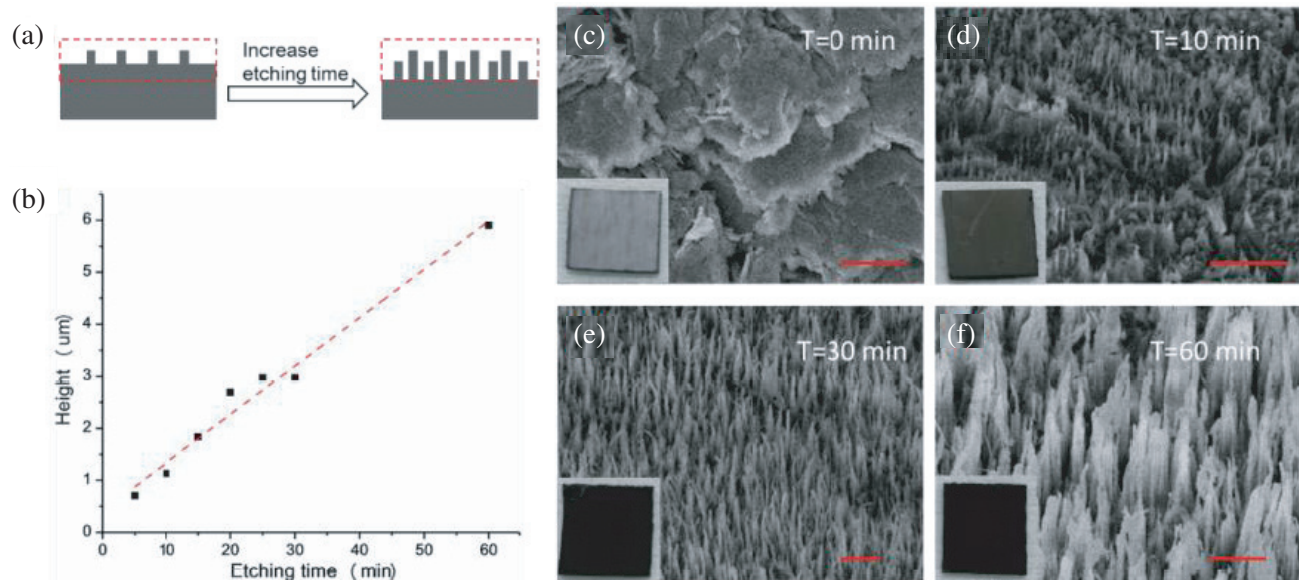 (a)
Increase
etching time
(b)
Height （um）
6
5
4
3
2
1
0
0 10 20 30 40 50 60
Etching time （min）
(c)
T=0 min
(d)
T=10 min
(e)
T=30 min
(f)
T=60 min